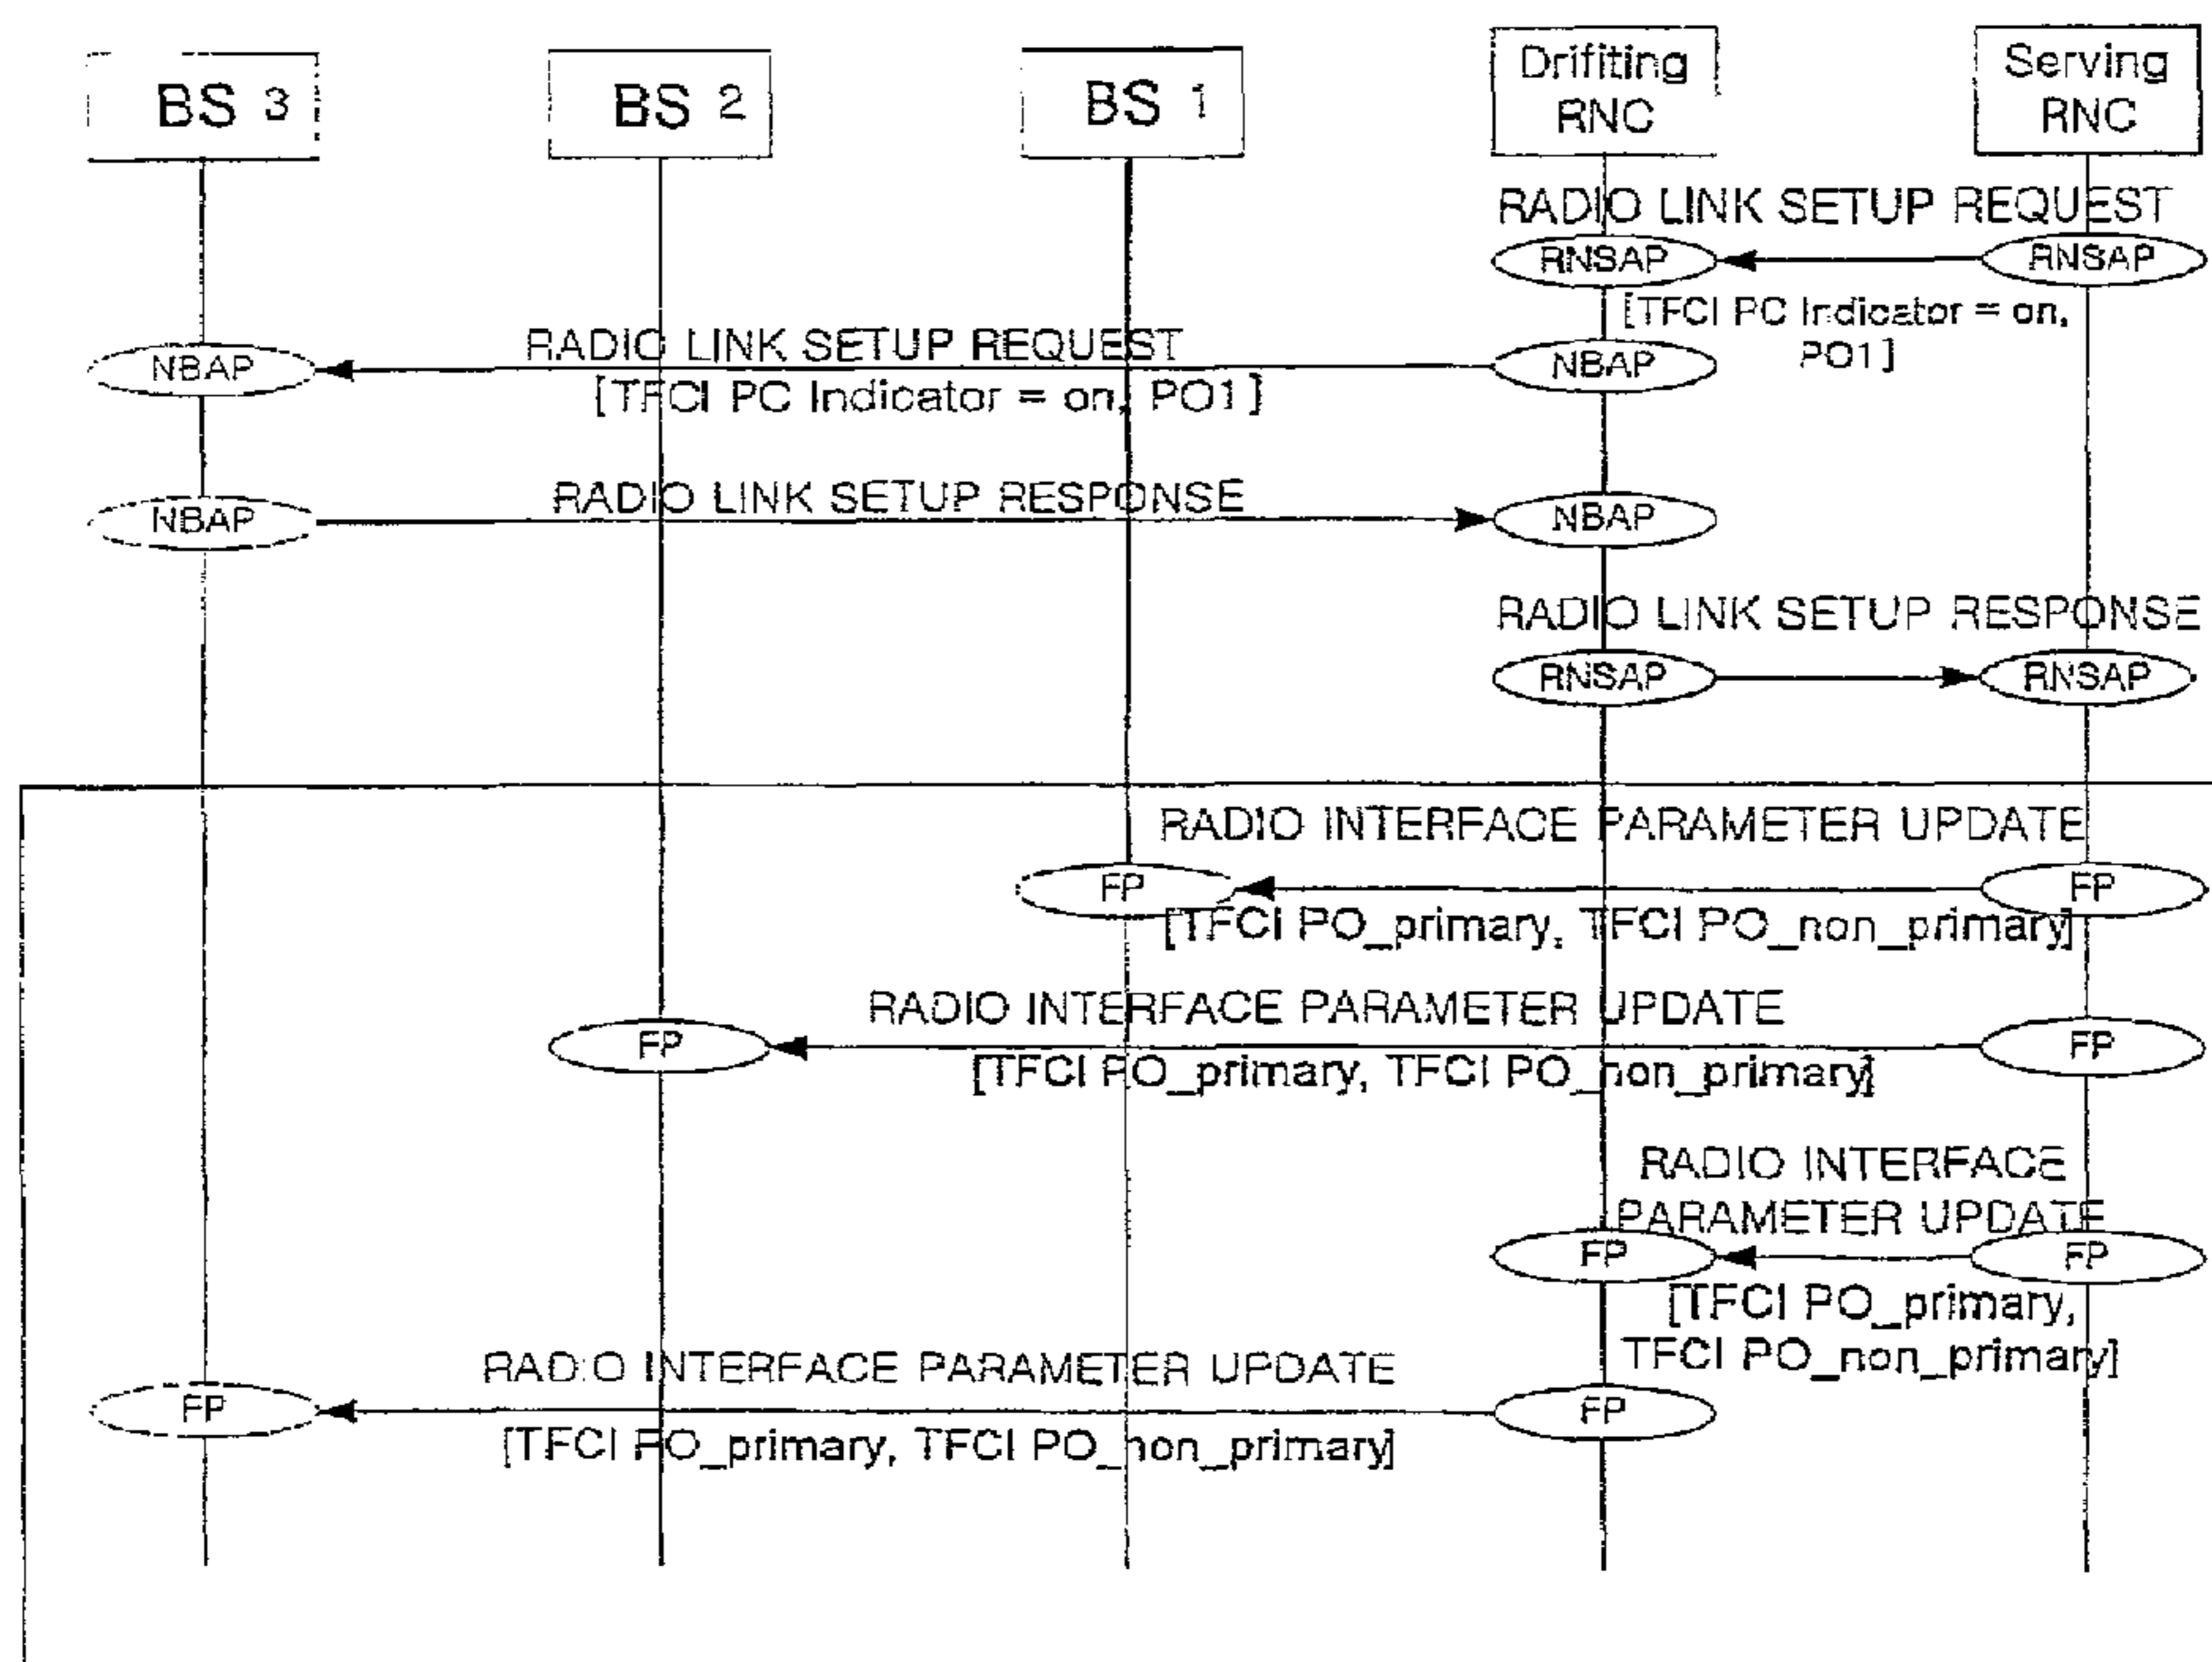 BS 3
BS 2
BS 1
Drifiting
RNC
Serving
RNC
RADIO LINK SETUP REQUEST
RNSAP
RNSAP
[TFCI PC Indicator = on,
PO1]
RADIO LINK SETUP REQUEST
NBAP
NBAP
[TFCI PC Indicator = on, PO1]
RADIO LINK SETUP RESPONSE
NBAP
NBAP
RADIO LINK SETUP RESPONSE
RNSAP
RNSAP
RADIO INTERFACE PARAMETER UPDATE
FP
FP
[TFCI PO_primary, TFCI PO_non_primary]
RADIO INTERFACE PARAMETER UPDATE
FP
FP
[TFCI PO_primary, TFCI PO_non_primary]
RADIO INTERFACE
PARAMETER UPDATE
FP
FP
[TFCI PO_primary,
TFCI PO_non_primary]
RADIO INTERFACE PARAMETER UPDATE
FP
FP
[TFCI PO_primary, TFCI PO_non_primary]